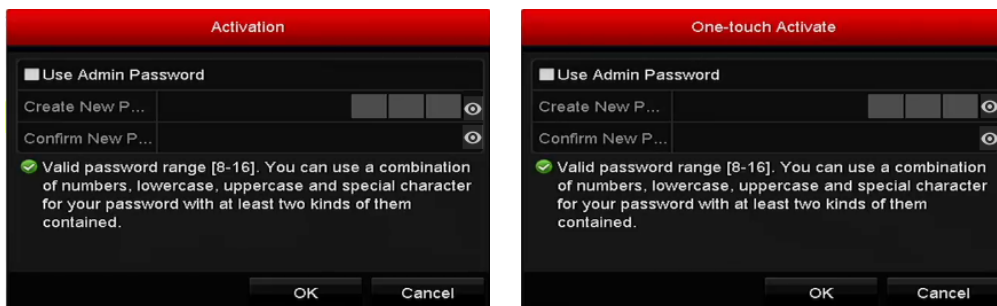 Activation
Use Admin Password
Create New P...
Confirm New P...
Valid password range [8-16]. You can use a combination
of numbers, lowercase, uppercase and special character
for your password with at least two kinds of them
contained.
OK Cancel
One-touch Activate
Use Admin Password
Create New P...
Confirm New P...
Valid password range [8-16]. You can use a combination
of numbers, lowercase, uppercase and special character
for your password with at least two kinds of them
contained.
OK Cancel